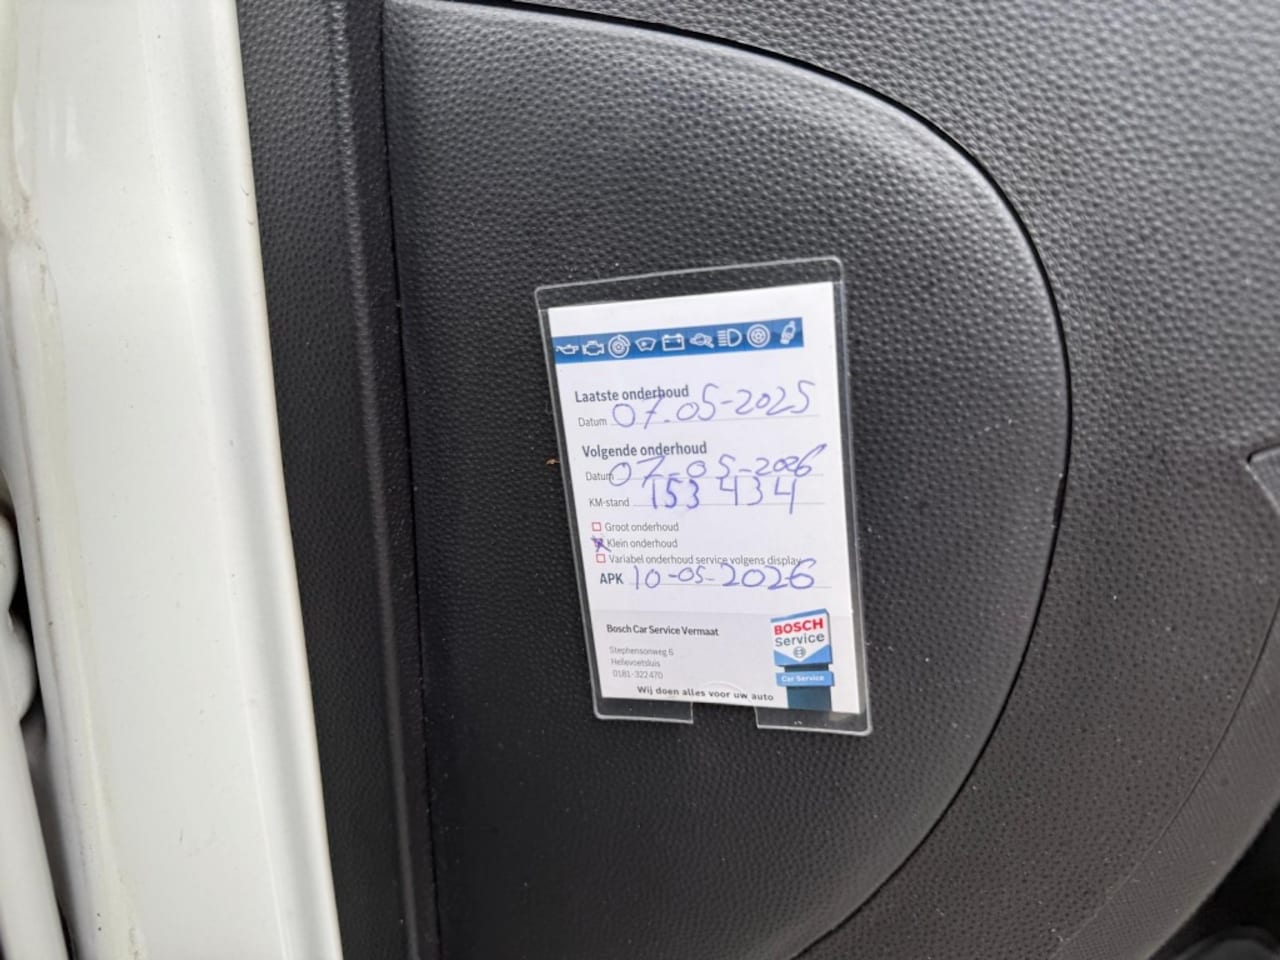 Laatste onderhoud
Datum 07.05-2025
Volgende onderhoud
Datum 07-05-2026
KM-stand 153 434
Groot onderhoud
Klein onderhoud
Variabel onderhoud service volgens display
APK 10-05-2026
Bosch Car Service Vermaat
Stephensonweg 6
Hellevoetsluis
0181-322470
Wij doen alles voor uw auto
BOSCH
Service
Car Service